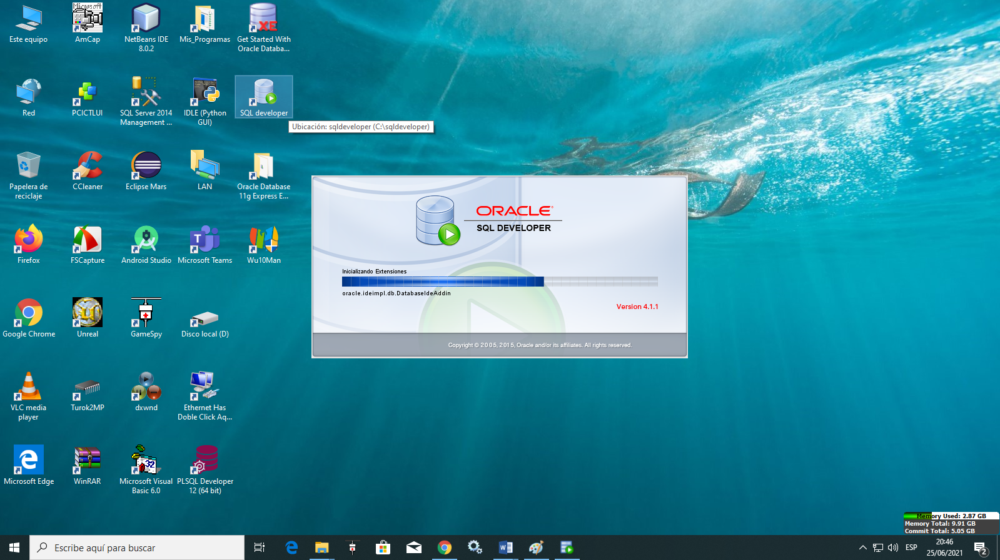 Este equipo
Microsoft
AmCap
NetBeans IDE
8.0.2
Mis_Programas
XE
Get Started With
Oracle Databa...
Red
PCICTLUI
SQL Server 2014
Management ...
IDLE (Python
GUI)
SQL developer
Ubicación: sqldeveloper (C:\sqldeveloper)
Papelera de
reciclaje
CCleaner
Eclipse Mars
LAN
Oracle Database
11g Express E...
ORACLE
SQL DEVELOPER
Inicializando Extensiones
oracle.ideimpl.db.DatabaseIdeAddin
Version 4.1.1
Copyright © 2005, 2015, Oracle and/or its affiliates. All rights reserved.
Firefox
FSCapture
Android Studio
Microsoft Teams
Wu10Man
Google Chrome
Unreal
GameSpy
Disco local (D)
VLC media
player
Turok2MP
dxwnd
Ethernet Has
Doble Click Aq...
Microsoft Edge
WinRAR
32
Microsoft Visual
Basic 6.0
PLSQL Developer
12 (64 bit)
Memory Used: 2.87 GB
Memory Total: 9.91 GB
Commit Total: 5.05 GB
Escribe aquí para buscar
ESP
20:46
25/06/2021
2